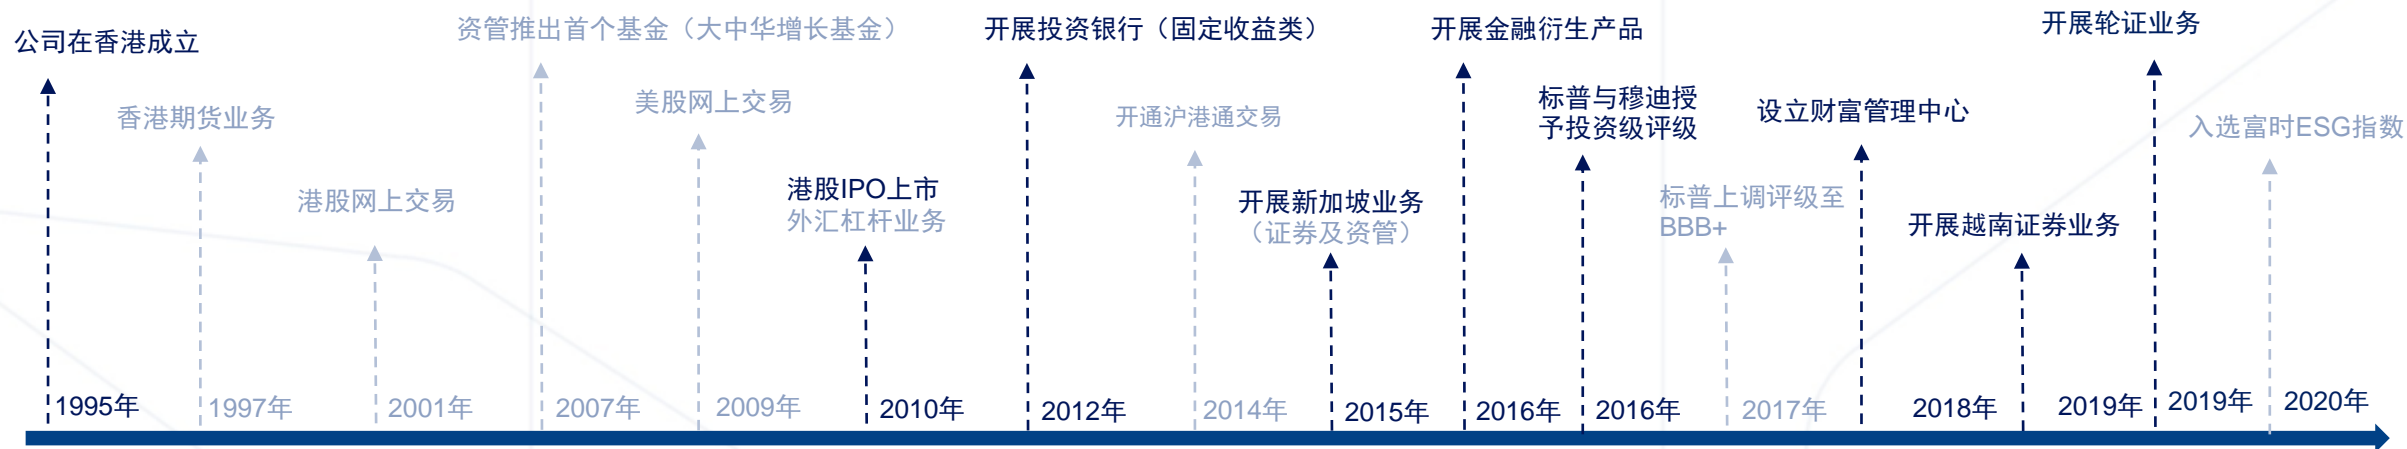 公司在香港成立
香港期货业务
港股网上交易
资管推出首个基金（大中华增长基金）
美股网上交易
港股IPO上市
外汇杠杆业务
开展投资银行（固定收益类）
开通沪港通交易
开展新加坡业务
（证券及资管）
开展金融衍生产品
标普与穆迪授
予投资级评级
标普上调评级至
BBB+
设立财富管理中心
开展越南证券业务
开展轮证业务
入选富时ESG指数
1995年
1997年
2001年
2007年
2009年
2010年
2012年
2014年
2015年
2016年
2016年
2017年
2018年
2019年
2019年
2020年